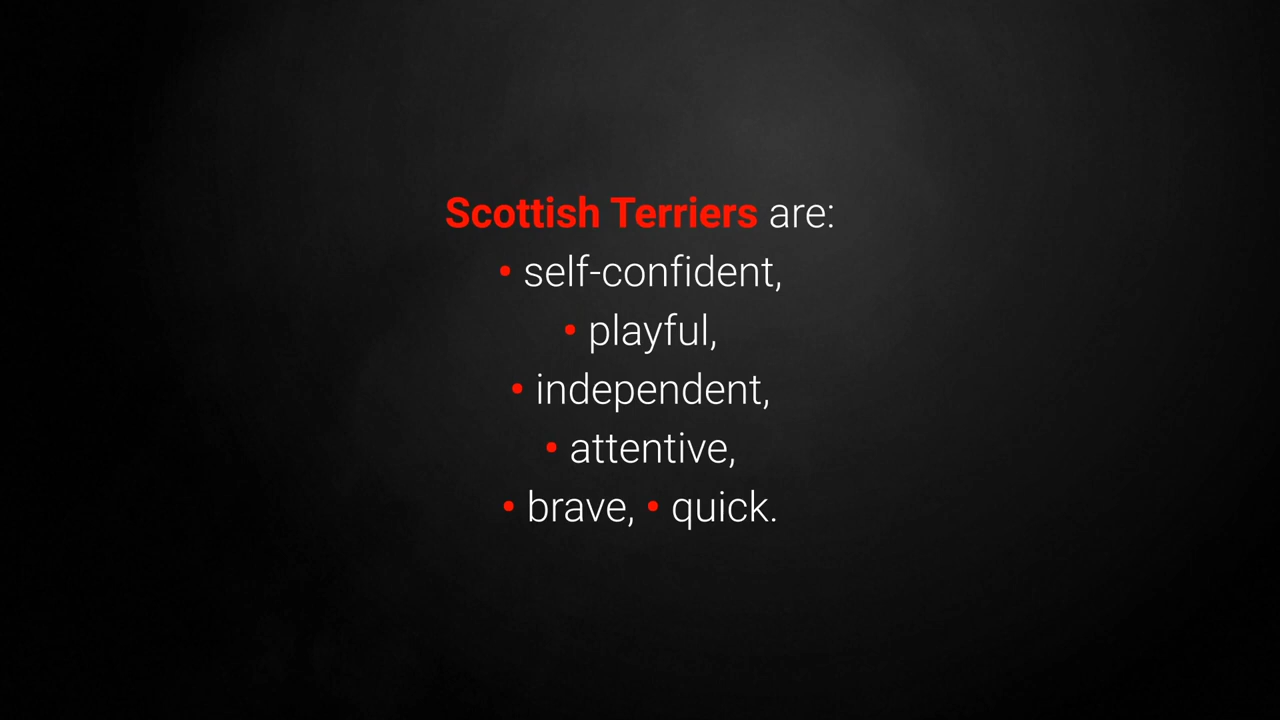 Scottish Terriers are:
• self-confident,
• playful,
• independent,
• attentive,
• brave, • quick.